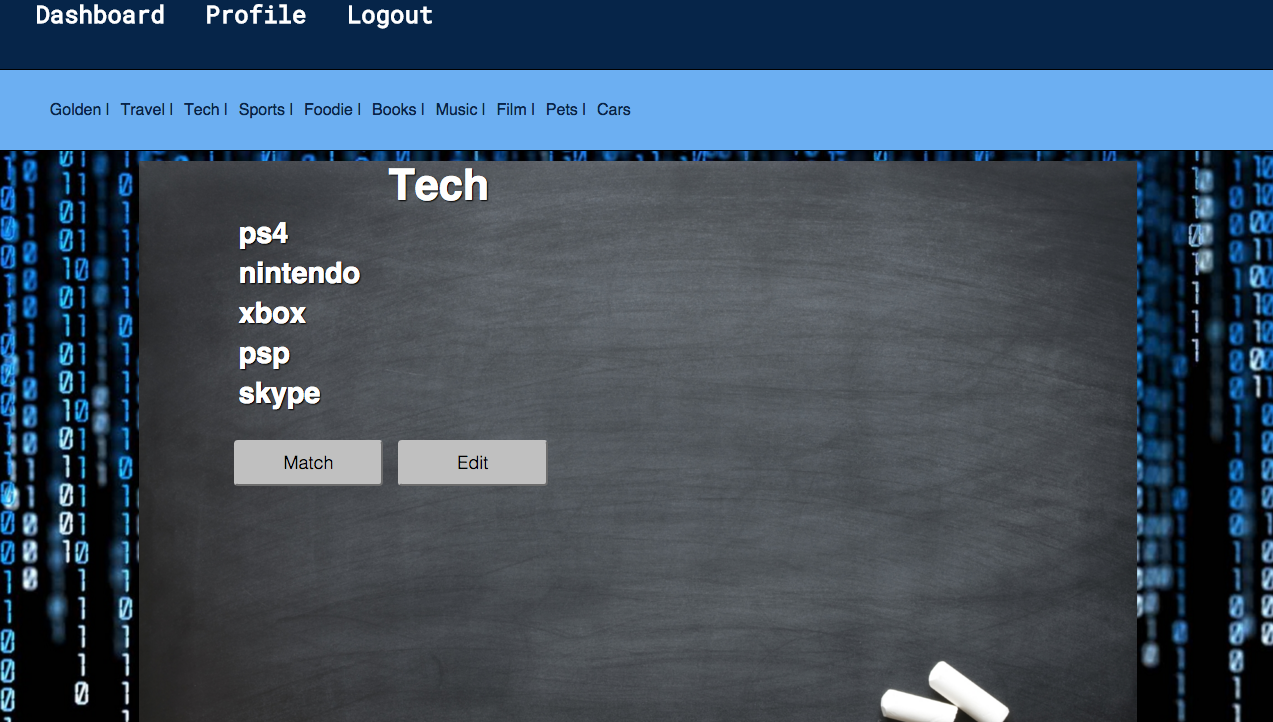 Dashboard Profile Logout
Golden | Travel | Tech | Sports | Foodie | Books | Music | Film | Pets | Cars
Tech
ps4
nintendo
xbox
psp
skype
Match Edit